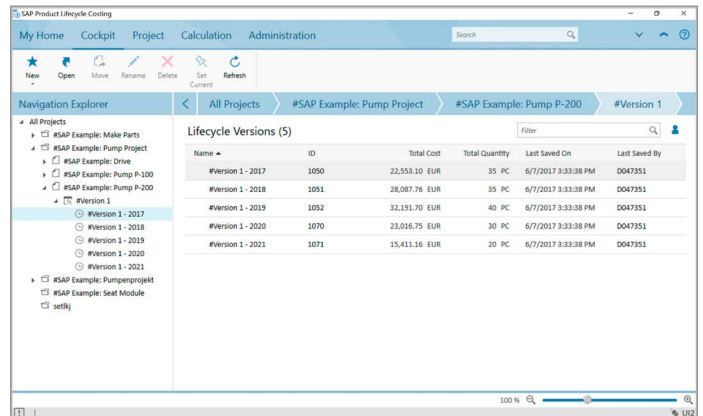 SAP Product Lifecycle Costing
My Home Cockpit Project Calculation Administration Search
New Open Move Rename Delete Set Current Refresh
Navigation Explorer
All Projects #SAP Example: Pump Project #SAP Example: Pump P-200 #Version 1
All Projects
#SAP Example: Make Parts
#SAP Example: Pump Project
#SAP Example: Drive
#SAP Example: Pump P-100
#SAP Example: Pump P-200
#Version 1
#Version 1 - 2017
#Version 1 - 2018
#Version 1 - 2019
#Version 1 - 2020
#Version 1 - 2021
#SAP Example: Pumpenprojekt
#SAP Example: Seat Module
setlkj
Lifecycle Versions (5) Filter
Name ID Total Cost Total Quantity Last Saved On Last Saved By
#Version 1 - 2017 1050 22,553.10 EUR 35 PC 6/7/2017 3:33:38 PM D047351
#Version 1 - 2018 1051 28,087.76 EUR 35 PC 6/7/2017 3:33:38 PM D047351
#Version 1 - 2019 1052 32,191.70 EUR 40 PC 6/7/2017 3:33:38 PM D047351
#Version 1 - 2020 1070 23,016.75 EUR 30 PC 6/7/2017 3:33:38 PM D047351
#Version 1 - 2021 1071 15,411.16 EUR 20 PC 6/7/2017 3:33:38 PM D047351
100 %
UI2